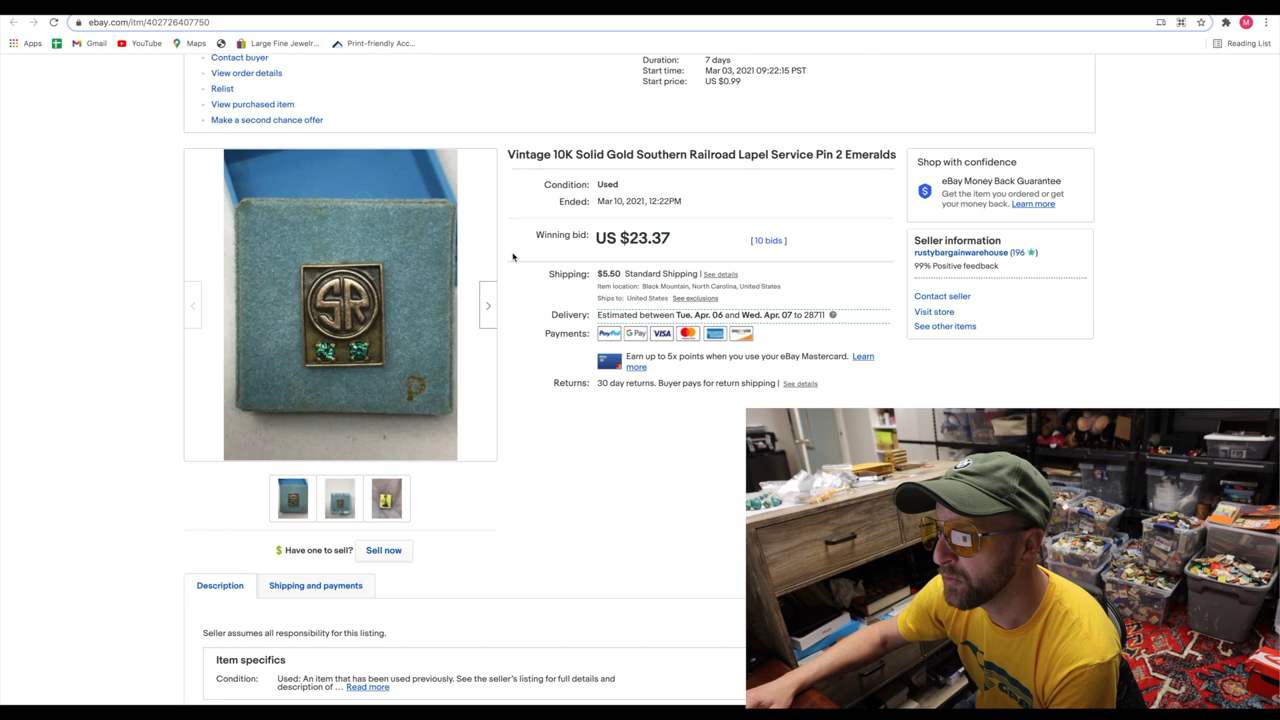 ebay.com/itm/402726407750
Apps Gmail YouTube Maps Large Fine Jewelr... Print-friendly Acc... Reading List
Contact buyer
View order details
Relist
View purchased item
Make a second chance offer
Duration: 7 days
Start time: Mar 03, 2021 09:22:15 PST
Start price: US $0.99
SR
P
Have one to sell? Sell now
Vintage 10K Solid Gold Southern Railroad Lapel Service Pin 2 Emeralds
Condition: Used
Ended: Mar 10, 2021, 12:22PM
Winning bid: US $23.37 [ 10 bids ]
Shipping: $5.50 Standard Shipping | See details
Item location: Black Mountain, North Carolina, United States
Ships to: United States See exclusions
Delivery: Estimated between Tue. Apr. 06 and Wed. Apr. 07 to 28711
Payments: PayPal G Pay VISA
Earn up to 5x points when you use your eBay Mastercard. Learn
more
Returns: 30 day returns. Buyer pays for return shipping | See details
Shop with confidence
eBay Money Back Guarantee
Get the item you ordered or get
your money back. Learn more
Seller information
rustybargainwarehouse (196)
99% Positive feedback
Contact seller
Visit store
See other items
Description Shipping and payments
Seller assumes all responsibility for this listing.
Item specifics
Condition: Used: An item that has been used previously. See the seller's listing for full details and
description of ... Read more